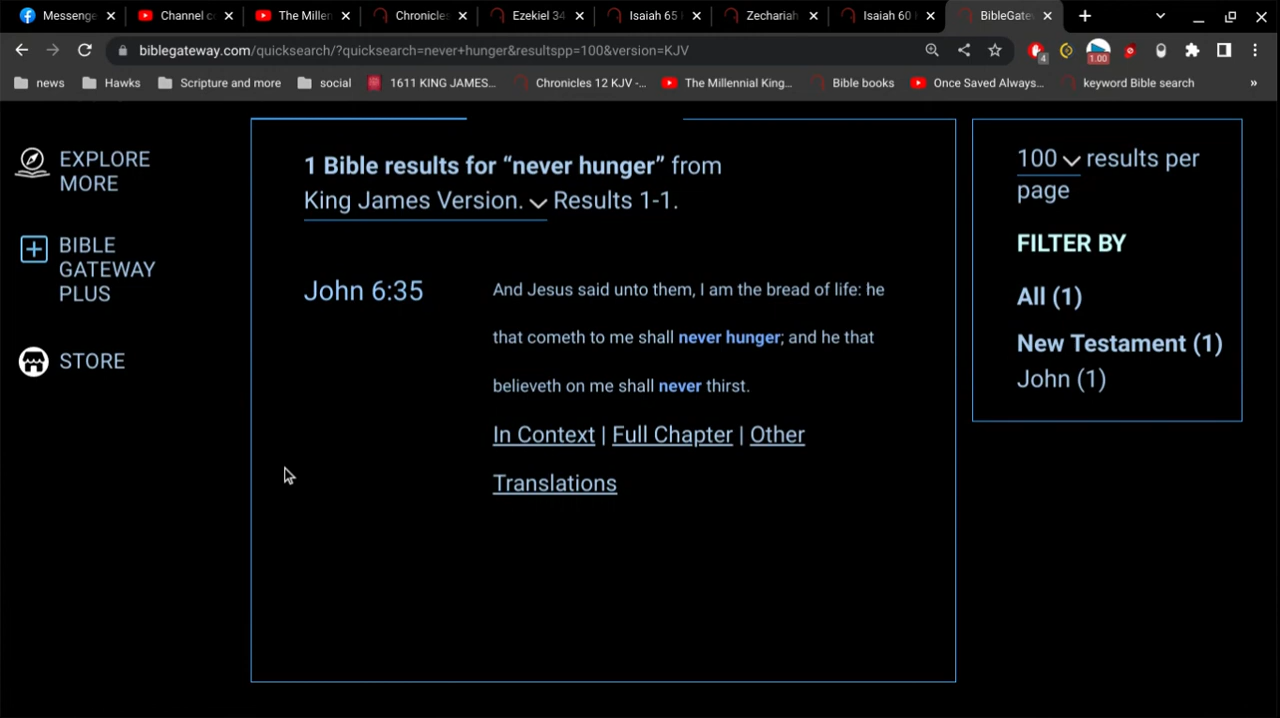 Messenge
Channel c
The Millen
Chronicles
Ezekiel 34
Isaiah 65
Zechariah
Isaiah 60
BibleGate
biblegateway.com/quicksearch/?quicksearch=never+hunger&resultspp=100&version=KJV
4
1.00
news
Hawks
Scripture and more
social
1611 KING JAMES...
Chronicles 12 KJV -...
The Millennial King...
Bible books
Once Saved Always...
keyword Bible search
»
EXPLORE
MORE
BIBLE
GATEWAY
PLUS
STORE
1 Bible results for “never hunger” from
King James Version. Results 1-1.
John 6:35
And Jesus said unto them, I am the bread of life: he
that cometh to me shall never hunger; and he that
believeth on me shall never thirst.
In Context | Full Chapter | Other
Translations
100 results per
page
FILTER BY
All (1)
New Testament (1)
John (1)